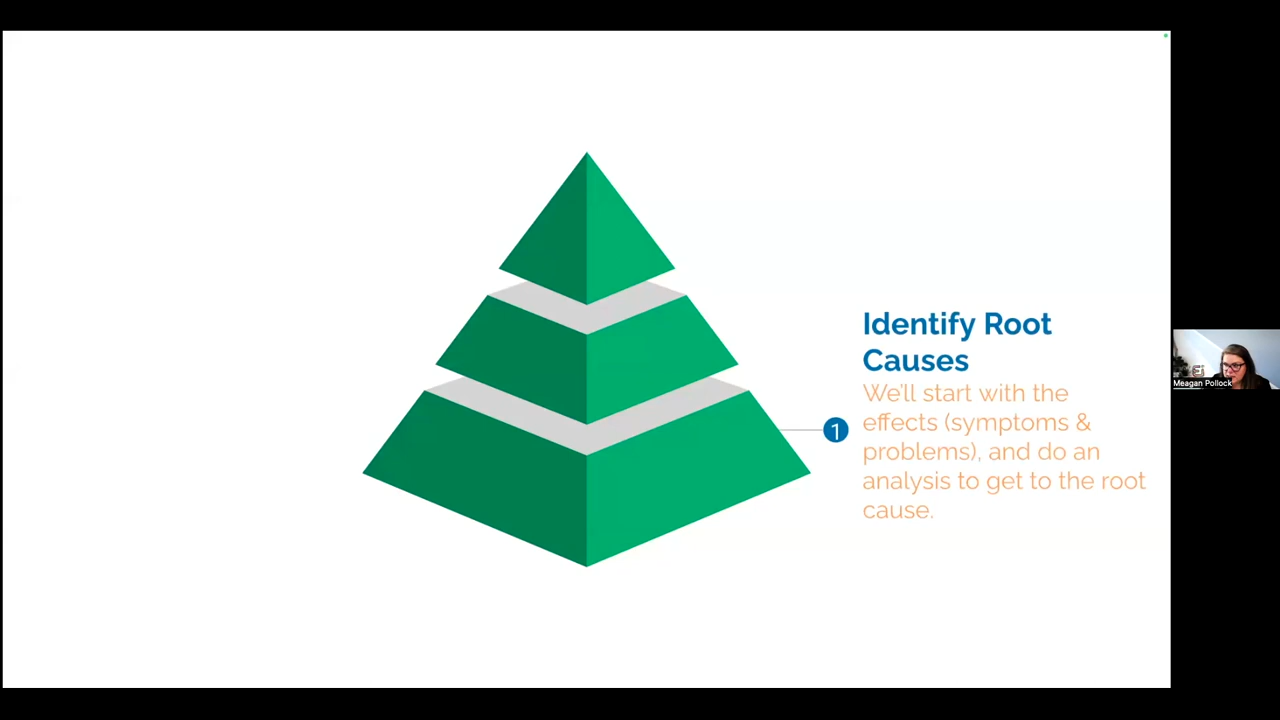 Identify Root
Causes
We'll start with the
effects (symptoms &
problems), and do an
analysis to get to the root
cause.
1
Meagan Pollock